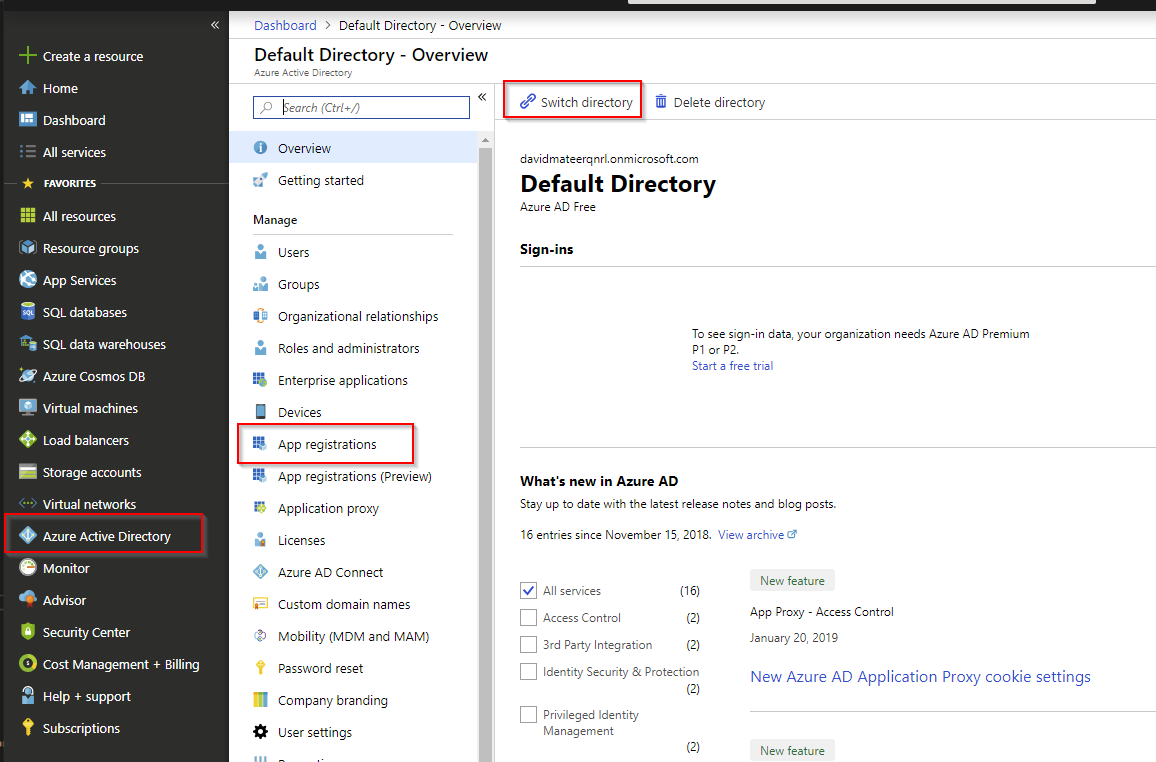 Create a resource
Home
Dashboard
All services
FAVORITES
All resources
Resource groups
App Services
SQL databases
SQL data warehouses
Azure Cosmos DB
Virtual machines
Load balancers
Storage accounts
Virtual networks
Azure Active Directory
Monitor
Advisor
Security Center
Cost Management + Billing
Help + support
Subscriptions
Dashboard > Default Directory - Overview
Default Directory - Overview
Azure Active Directory
Search (Ctrl+/)
Overview
Getting started
Manage
Users
Groups
Organizational relationships
Roles and administrators
Enterprise applications
Devices
App registrations
App registrations (Preview)
Application proxy
Licenses
Azure AD Connect
Custom domain names
Mobility (MDM and MAM)
Password reset
Company branding
User settings
Switch directory
Delete directory
davidmateerqnrl.onmicrosoft.com
Default Directory
Azure AD Free
Sign-ins
To see sign-in data, your organization needs Azure AD Premium
P1 or P2.
Start a free trial
What's new in Azure AD
Stay up to date with the latest release notes and blog posts.
16 entries since November 15, 2018. View archive
All services (16)
Access Control (2)
3rd Party Integration (2)
Identity Security & Protection
(2)
Privileged Identity
Management
(2)
New feature
App Proxy - Access Control
January 20, 2019
New Azure AD Application Proxy cookie settings
New feature